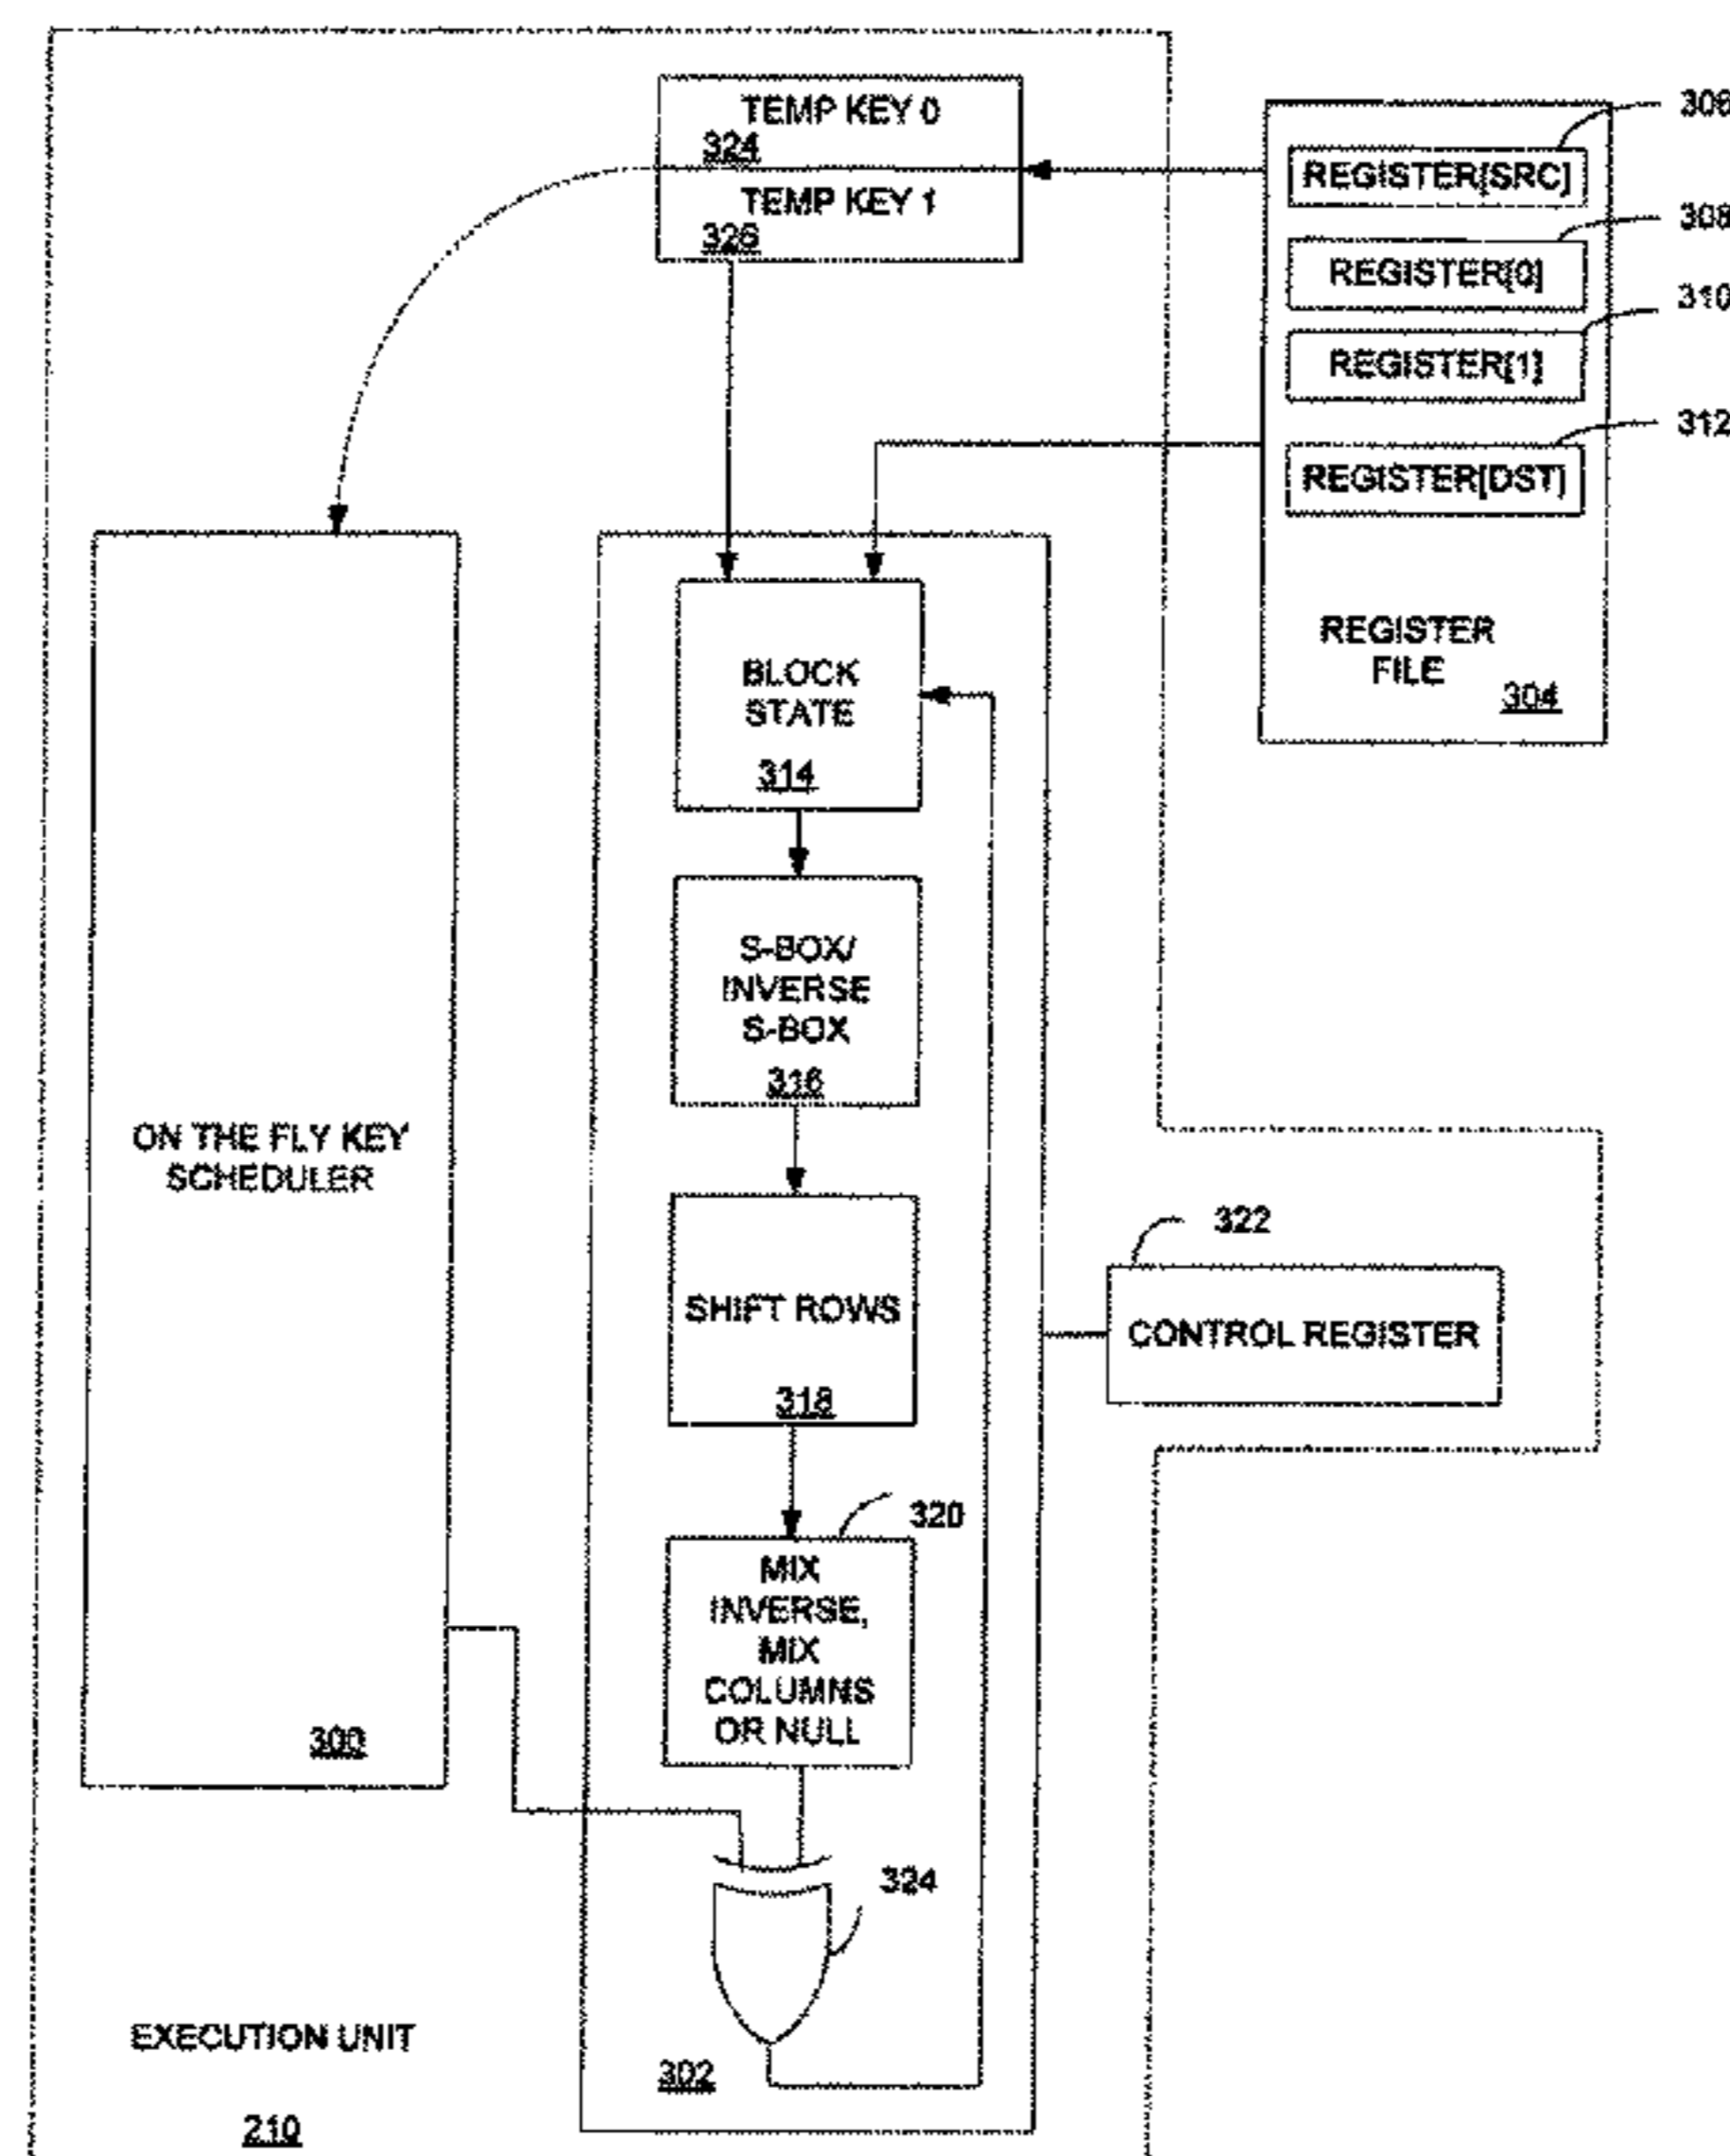 TEMP KEY 0
324
TEMP KEY 1
326
306
REGISTER[SRC]
308
REGISTER[0]
310
REGISTER[1]
312
REGISTER[DST]
REGISTER
FILE
304
BLOCK
STATE
314
S-BOX/
INVERSE
S-BOX
316
ON THE FLY KEY
SCHEDULER
300
SHIFT ROWS
318
322
CONTROL REGISTER
320
MIX
INVERSE,
MIX
COLUMNS
OR NULL
324
302
EXECUTION UNIT
210